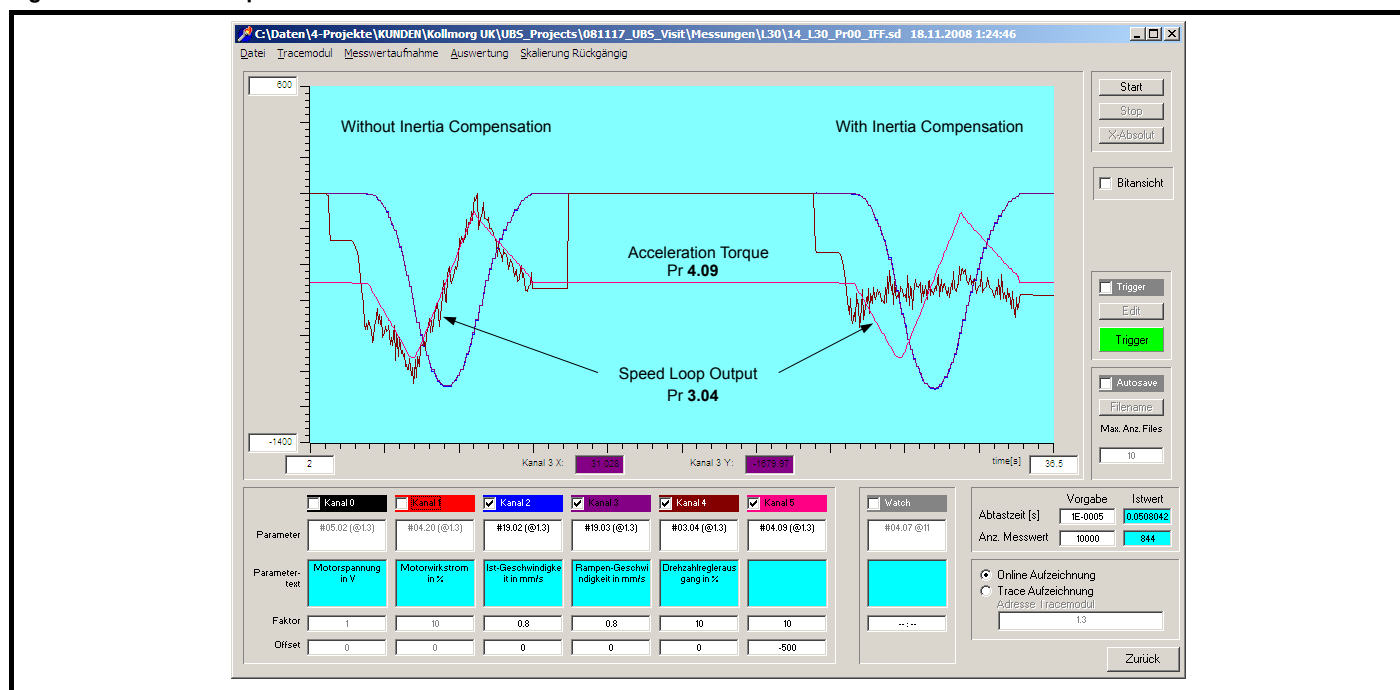 C:\Daten\4-Projekte\KUNDEN\Kollmorg UK\UBS_Projects\081117_UBS_Visit\Messungen\L30\14_L30_Pr00_IFF.sd 18.11.2008 1:24:46
Datei Tracemodul Messwertaufnahme Auswertung Skalierung Rückgängig
600
Without Inertia Compensation
With Inertia Compensation
Acceleration Torque
Pr 4.09
Speed Loop Output
Pr 3.04
-1400
2
Kanal 3 X:
Kanal 3 Y:
time[s]
36.5
Start
Stop
X-Absolut
Bitansicht
Trigger
Edit
Trigger
Autosave
Filename
Max. Anz. Files
10
Kanal 0 Kanal 1 Kanal 2 Kanal 3 Kanal 4 Kanal 5 Watch
Parameter #05.02 (@1.3) #04.20 (@1.3) #19.02 (@1.3) #19.03 (@1.3) #03.04 (@1.3) #04.09 (@1.3) #04.07 @11
Parameter- Motorspannung Motorwirkstrom Ist-Geschwindigke Rampen-Geschwi Drehzahlregleraus
text in V in % it in mm/s ndigkeit in mm/s gang in %
Faktor 1 10 0.8 0.8 10 10 --:--
Offset 0 0 0 0 0 -500
Vorgabe Istwert
Abtastzeit [s] 1E-0005 0.0508042
Anz. Messwert 10000 844
Online Aufzeichnung
Trace Aufzeichnung
Adresse Tracemodul
1.3
Zurück